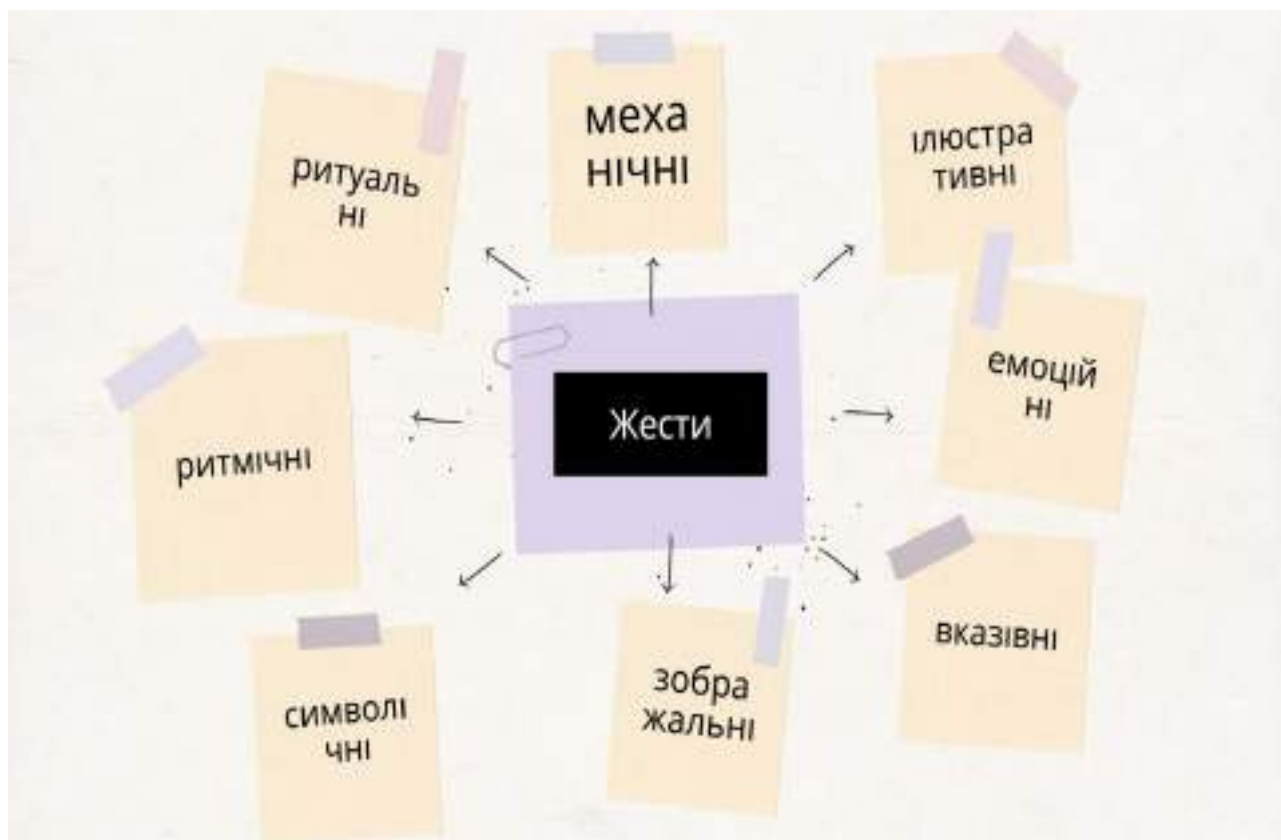 меха
нічні
ілюстра
тивні
ритуаль
ні
емоцій
ні
Жести
ритмічні
вказівні
зобра
жальні
символі
чні